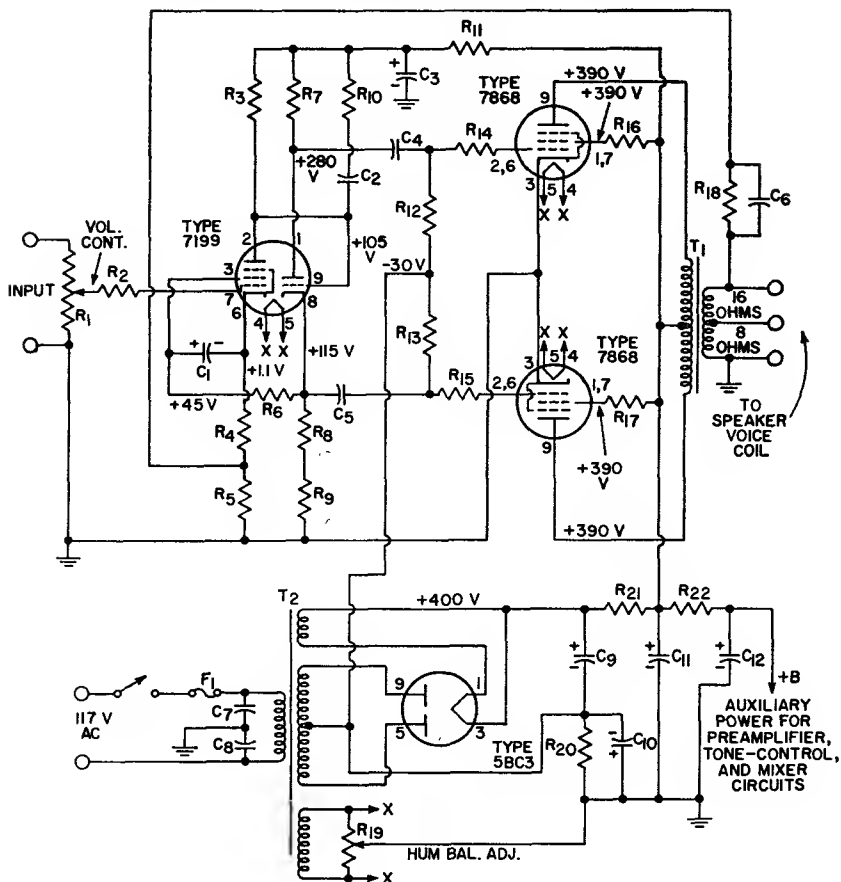 R11
R3
R7
R10
+
-
C3
TYPE
7868
+390 V
+390 V
9
R16
C4
R14
2,6
1,7
3
5
4
X
X
+280
V
C2
R12
R18
C6
TYPE
7199
VOL.
CONT.
2
1
+105
V
-30 V
T1
INPUT
R2
R1
3
7
6
9
8
4
5
X X
+115 V
R13
X
X
TYPE
7868
16
OHMS
8
OHMS
+ -
C1
+1.1 V
+45 V
R6
C5
R15
2,6
3
5
4
1,7
R17
9
+390
V
TO
SPEAKER
VOICE
COIL
R4
R8
R5
R9
+390 V
T2
+400 V
R21
R22
+
-
C9
+
-
C11
+
-
C12
+B
AUXILIARY
POWER FOR
PREAMPLIFIER,
TONE-CONTROL,
AND MIXER
CIRCUITS
F1
117 V
AC
C7
C8
9
5
1
3
TYPE
5BC3
R20
-
+
C10
X
R19
HUM BAL. ADJ.
X